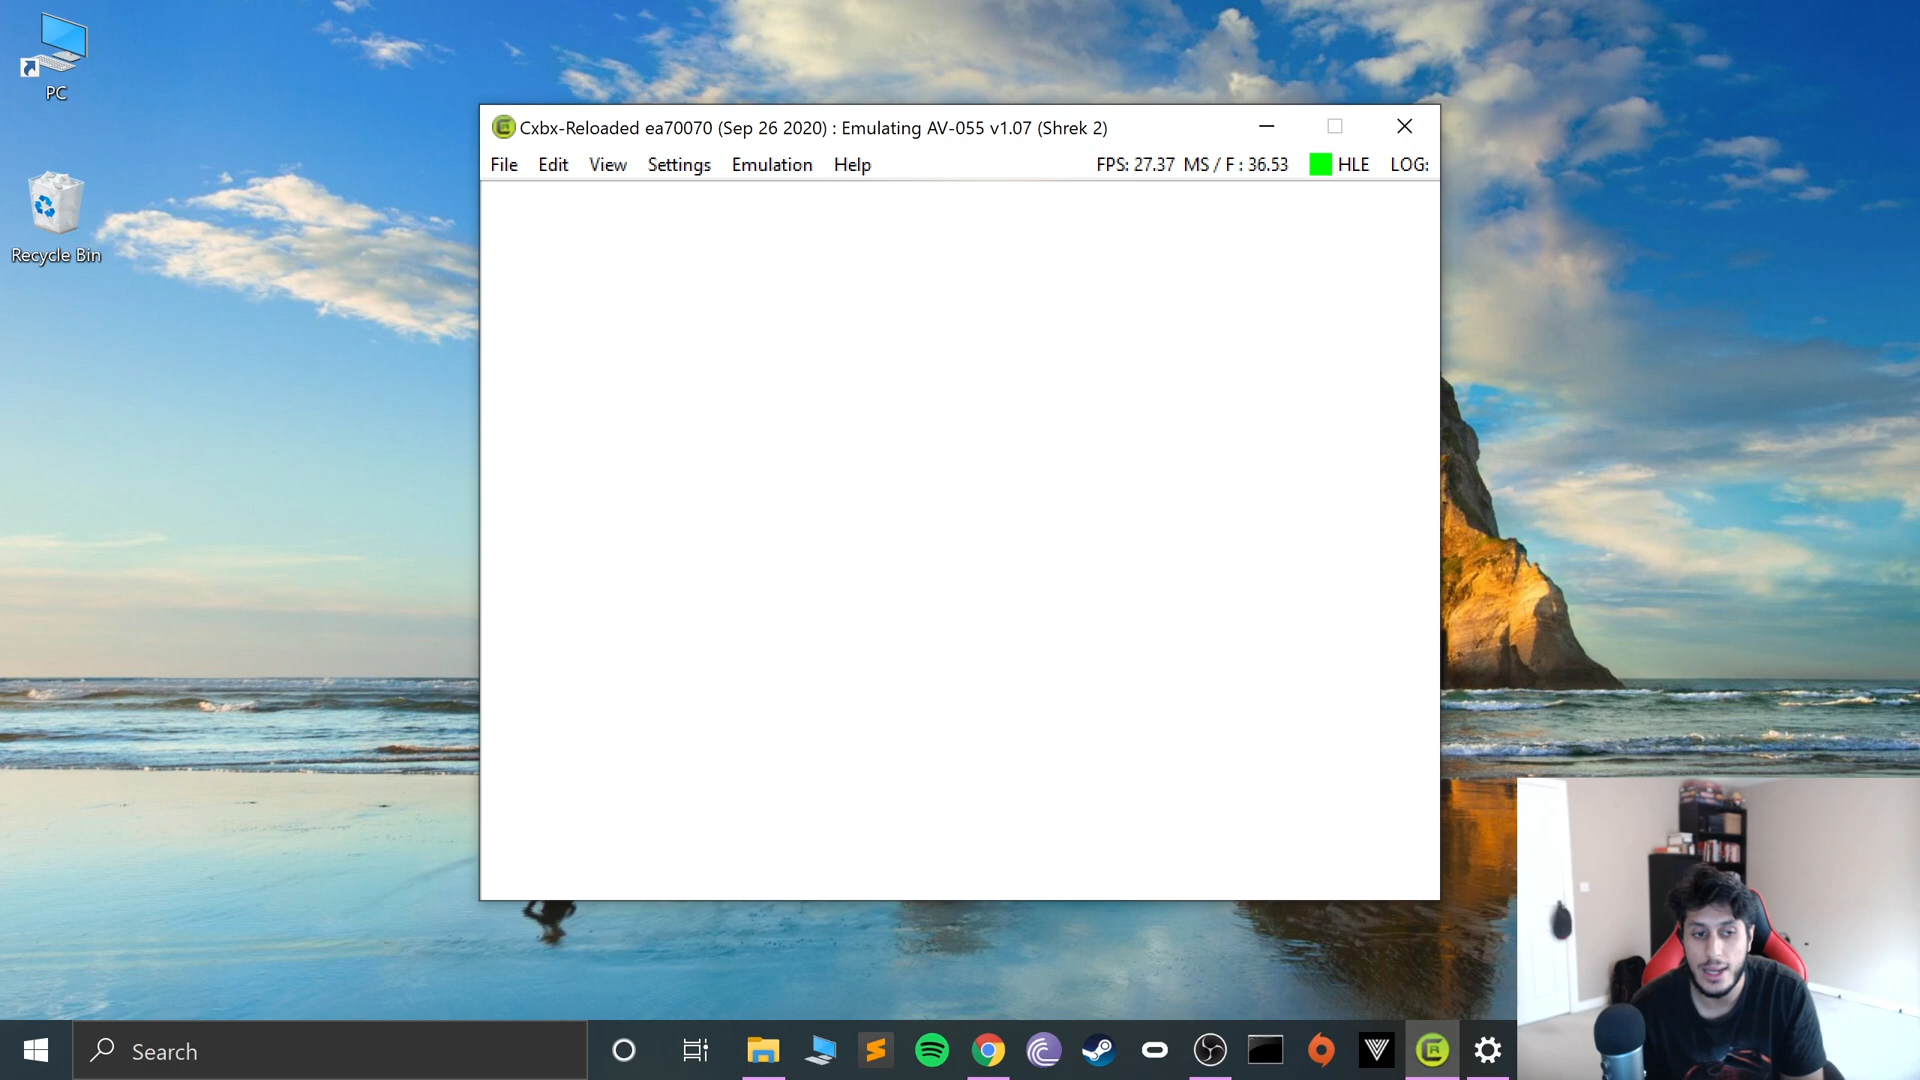 PC
Recycle Bin
Cxbx-Reloaded ea70070 (Sep 26 2020) : Emulating AV-055 v1.07 (Shrek 2)
File Edit View Settings Emulation Help FPS: 27.37 MS / F : 36.53 HLE LOG:
Search